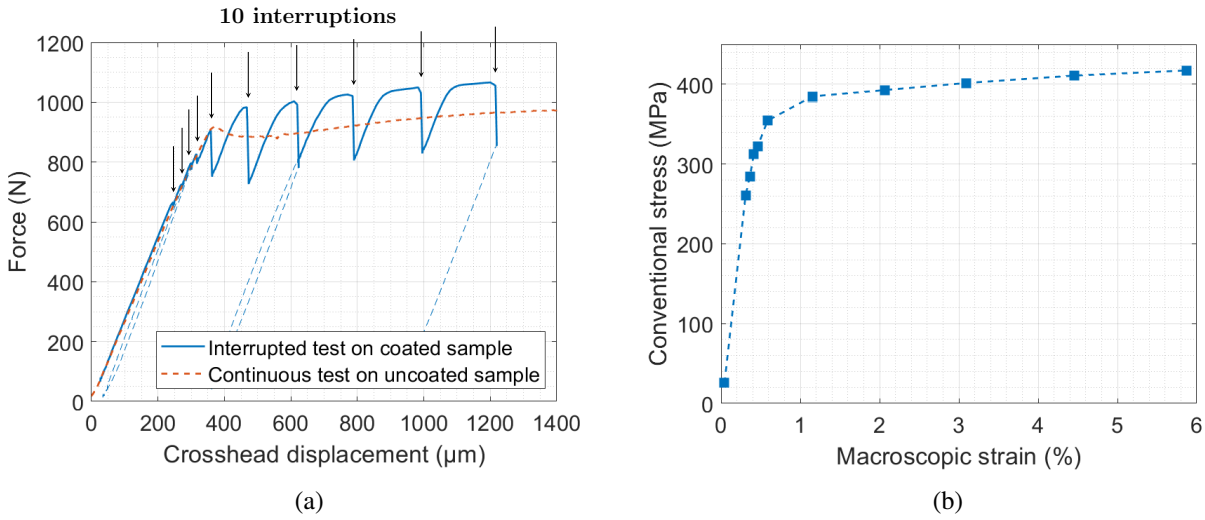 10 interruptions
1200
1000
800
600
400
200
0
Force (N)
Interrupted test on coated sample
Continuous test on uncoated sample
0 200 400 600 800 1000 1200 1400
Crosshead displacement (μm)
(a)
400
300
200
100
0
Conventional stress (MPa)
0 1 2 3 4 5 6
Macroscopic strain (%)
(b)